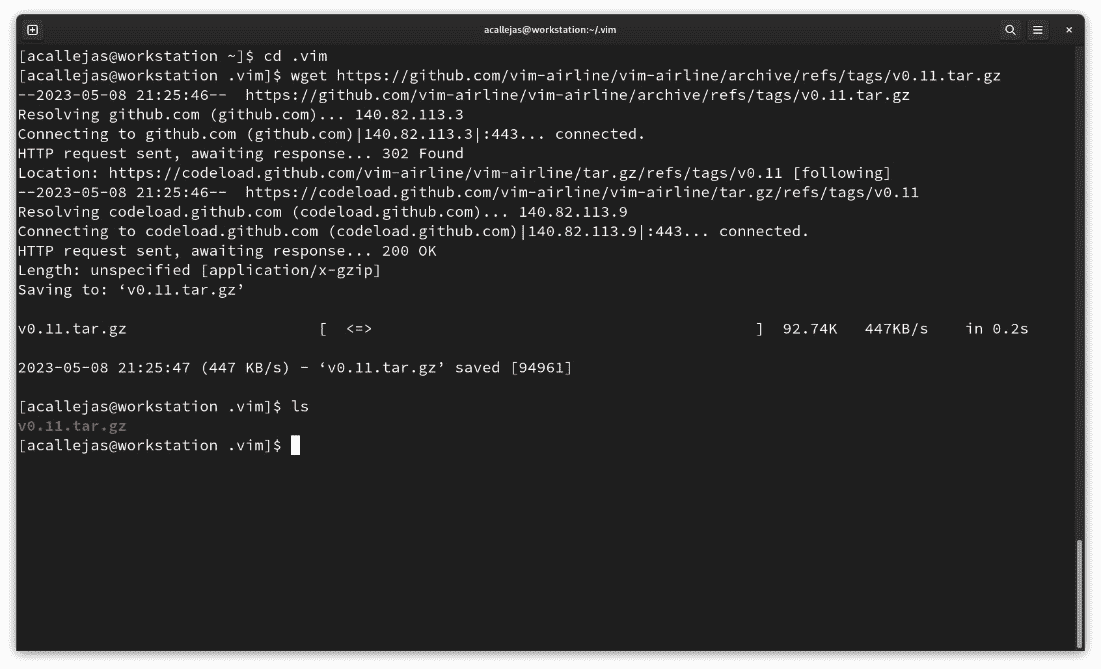 acallejas@workstation:~/.vim
[acallejas@workstation ~]$ cd .vim
[acallejas@workstation .vim]$ wget https://github.com/vim-airline/vim-airline/archive/refs/tags/v0.11.tar.gz
--2023-05-08 21:25:46--  https://github.com/vim-airline/vim-airline/archive/refs/tags/v0.11.tar.gz
Resolving github.com (github.com)... 140.82.113.3
Connecting to github.com (github.com)|140.82.113.3|:443... connected.
HTTP request sent, awaiting response... 302 Found
Location: https://codeload.github.com/vim-airline/vim-airline/tar.gz/refs/tags/v0.11 [following]
--2023-05-08 21:25:46--  https://codeload.github.com/vim-airline/vim-airline/tar.gz/refs/tags/v0.11
Resolving codeload.github.com (codeload.github.com)... 140.82.113.9
Connecting to codeload.github.com (codeload.github.com)|140.82.113.9|:443... connected.
HTTP request sent, awaiting response... 200 OK
Length: unspecified [application/x-gzip]
Saving to: ‘v0.11.tar.gz’
v0.11.tar.gz                      [  <=>                                           ]  92.74K   447KB/s    in 0.2s
2023-05-08 21:25:47 (447 KB/s) - ‘v0.11.tar.gz’ saved [94961]
[acallejas@workstation .vim]$ ls
v0.11.tar.gz
[acallejas@workstation .vim]$